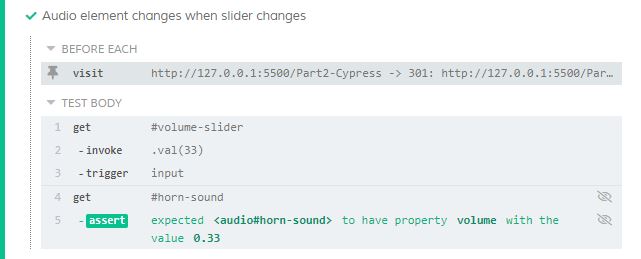 Audio element changes when slider changes
BEFORE EACH
visit http://127.0.0.1:5500/Part2-Cypress -> 301: http://127.0.0.1:5500/Par…
TEST BODY
1 get #volume-slider
2 -invoke .val(33)
3 -trigger input
4 get #horn-sound
5 -assert expected <audio#horn-sound> to have property volume with the
value 0.33